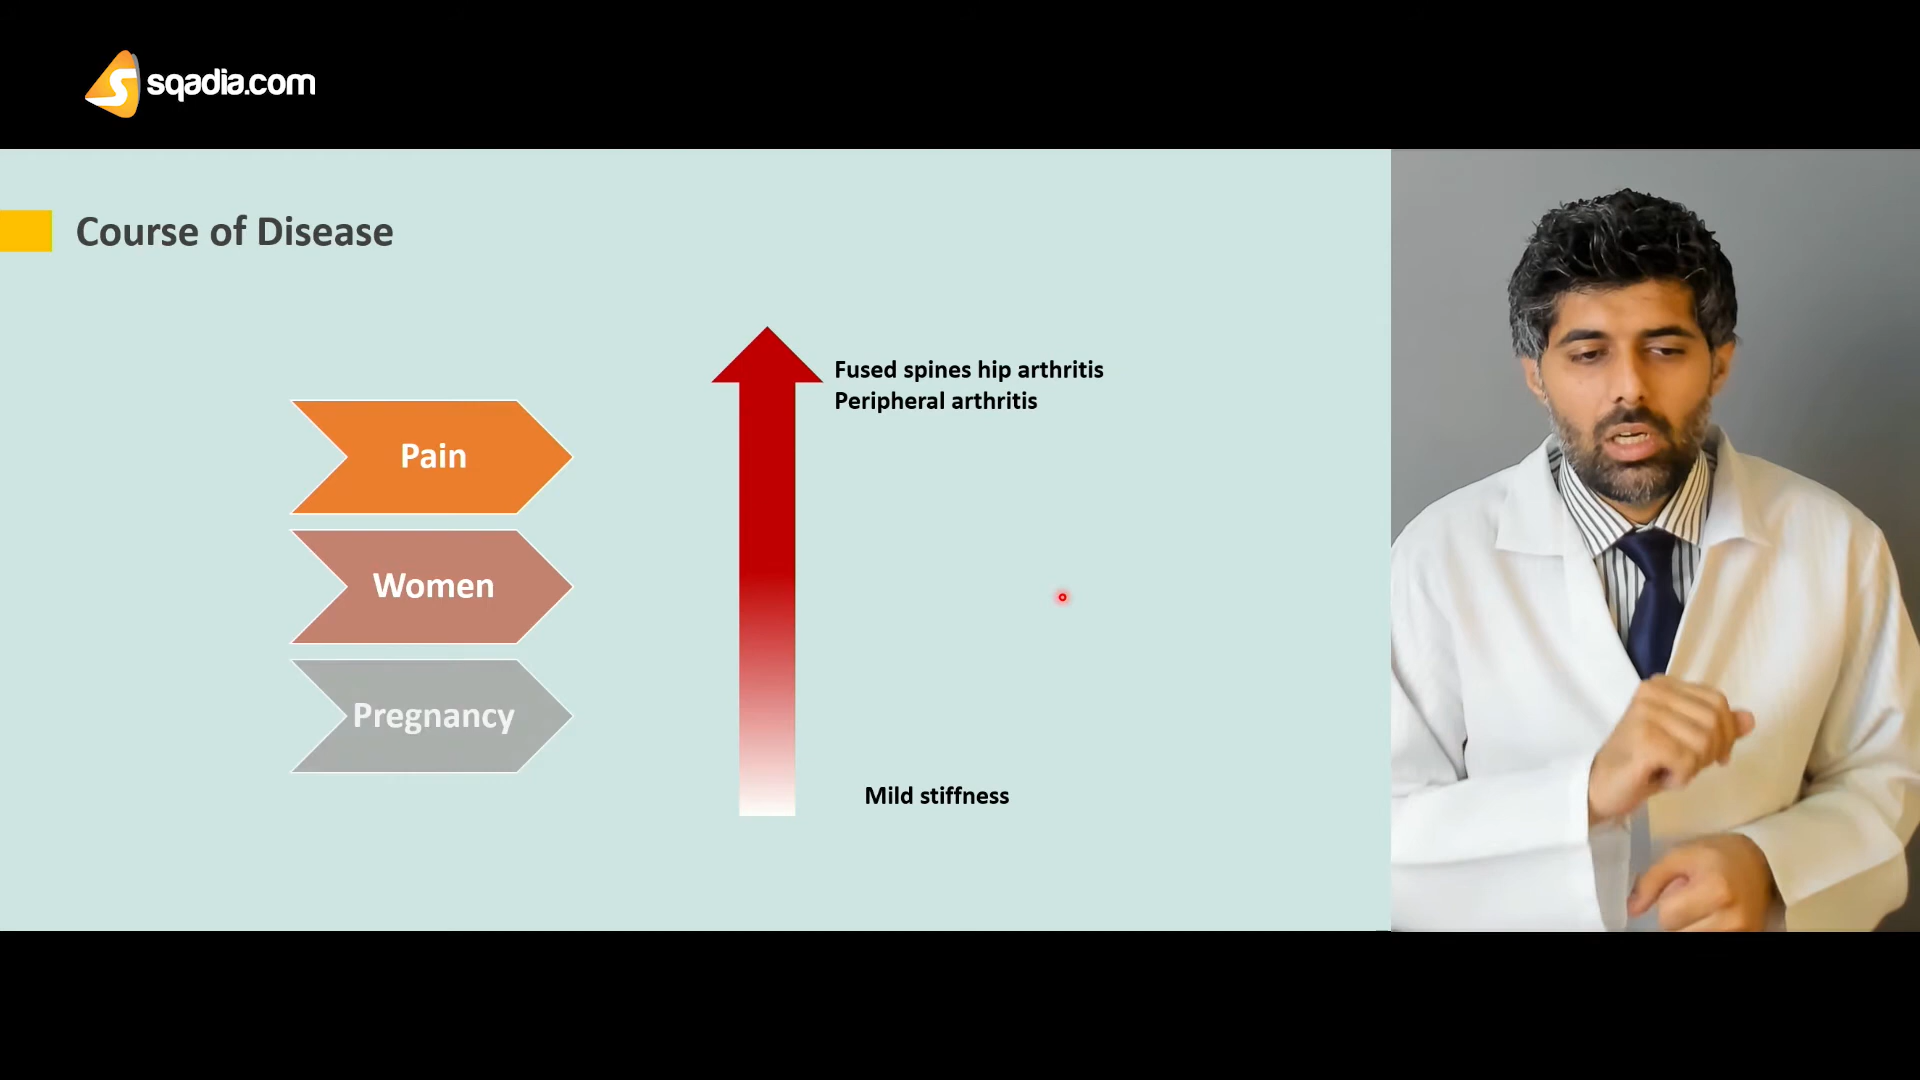 sqadia.com
Course of Disease
Pain
Women
Pregnancy
Fused spines hip arthritis
Peripheral arthritis
Mild stiffness